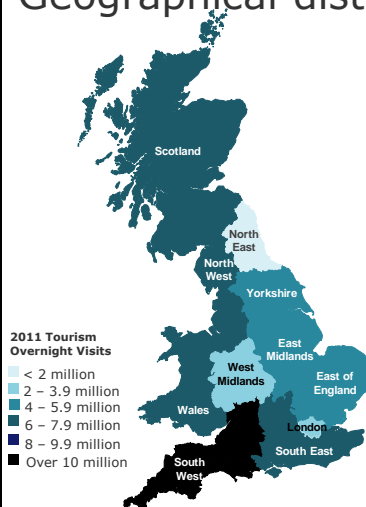 Geographical dist
Scotland
North
East
North
West
Yorkshire
East
Midlands
West
Midlands
East of
England
Wales
London
South East
South
West
2011 Tourism
Overnight Visits
< 2 million
2 – 3.9 million
4 – 5.9 million
6 – 7.9 million
8 – 9.9 million
Over 10 million